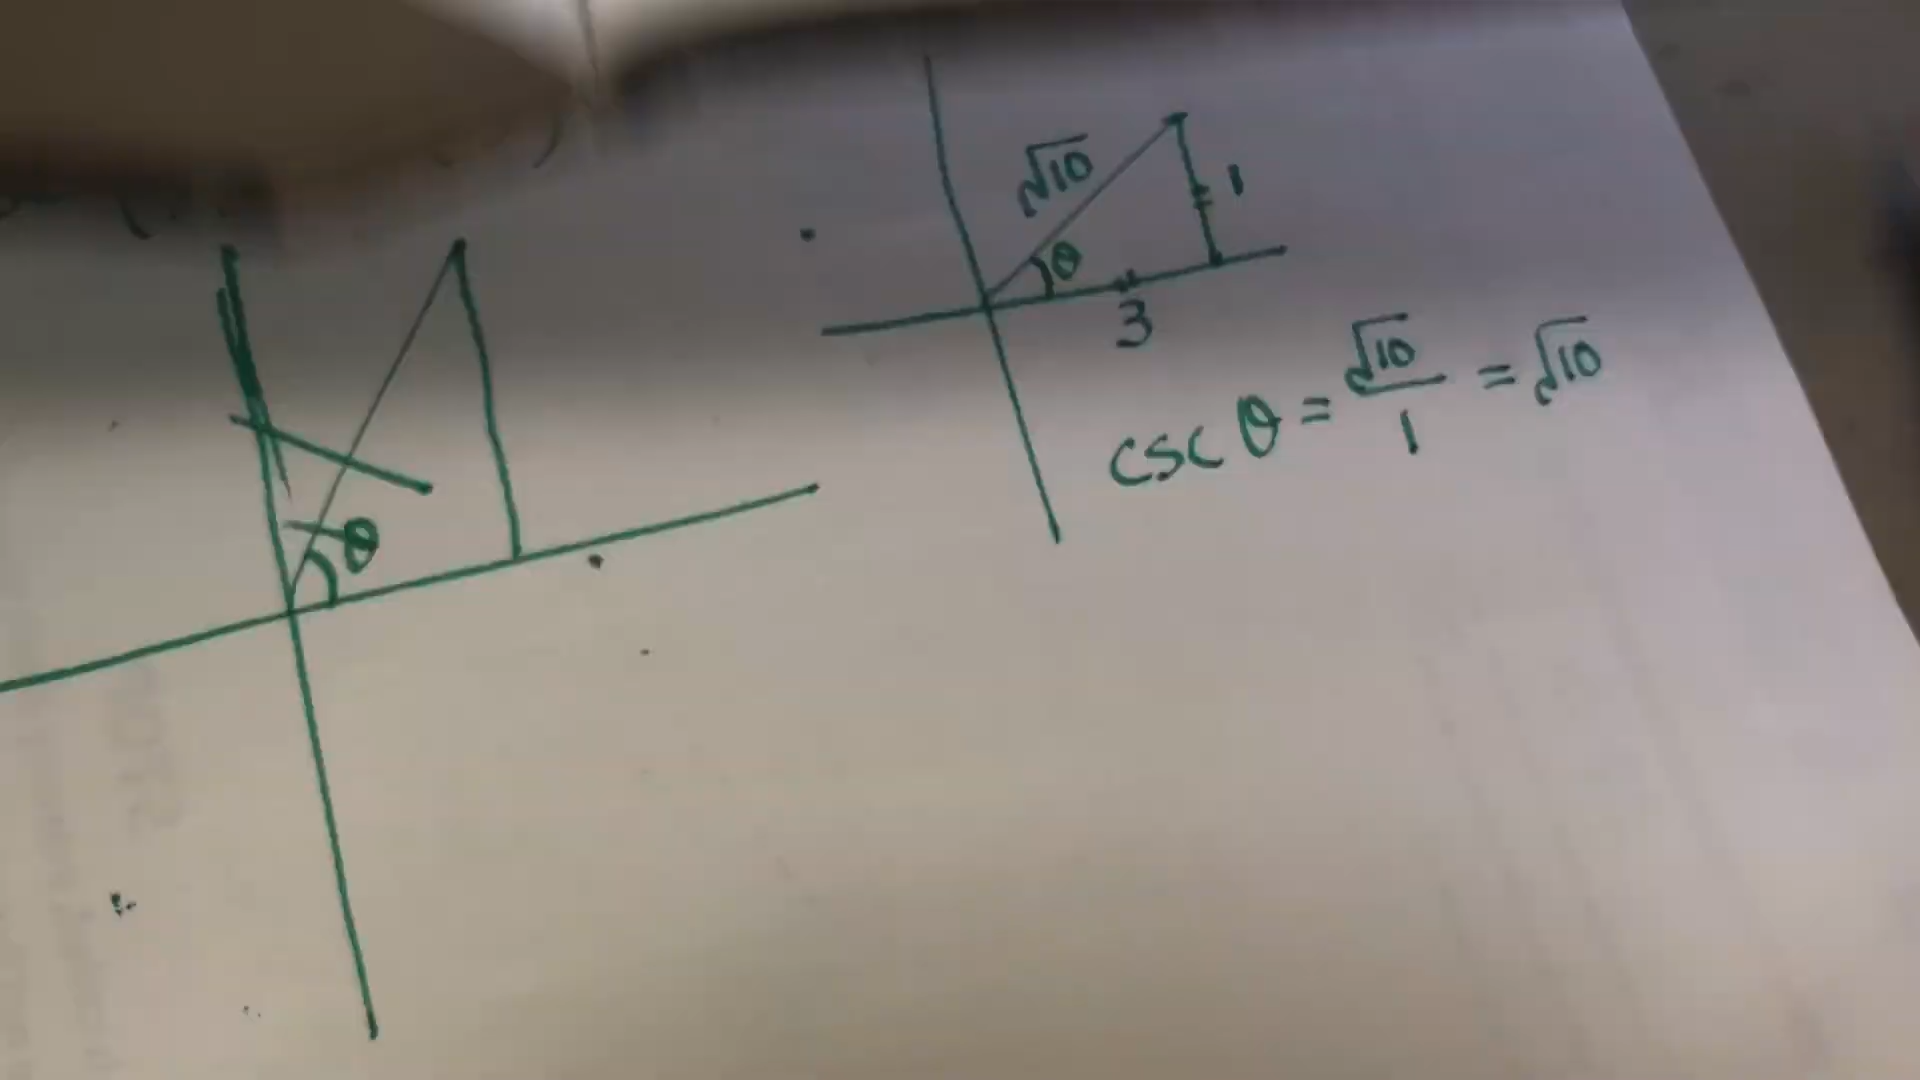 √10
1
θ
3
θ
csc θ = √10/1 = √10